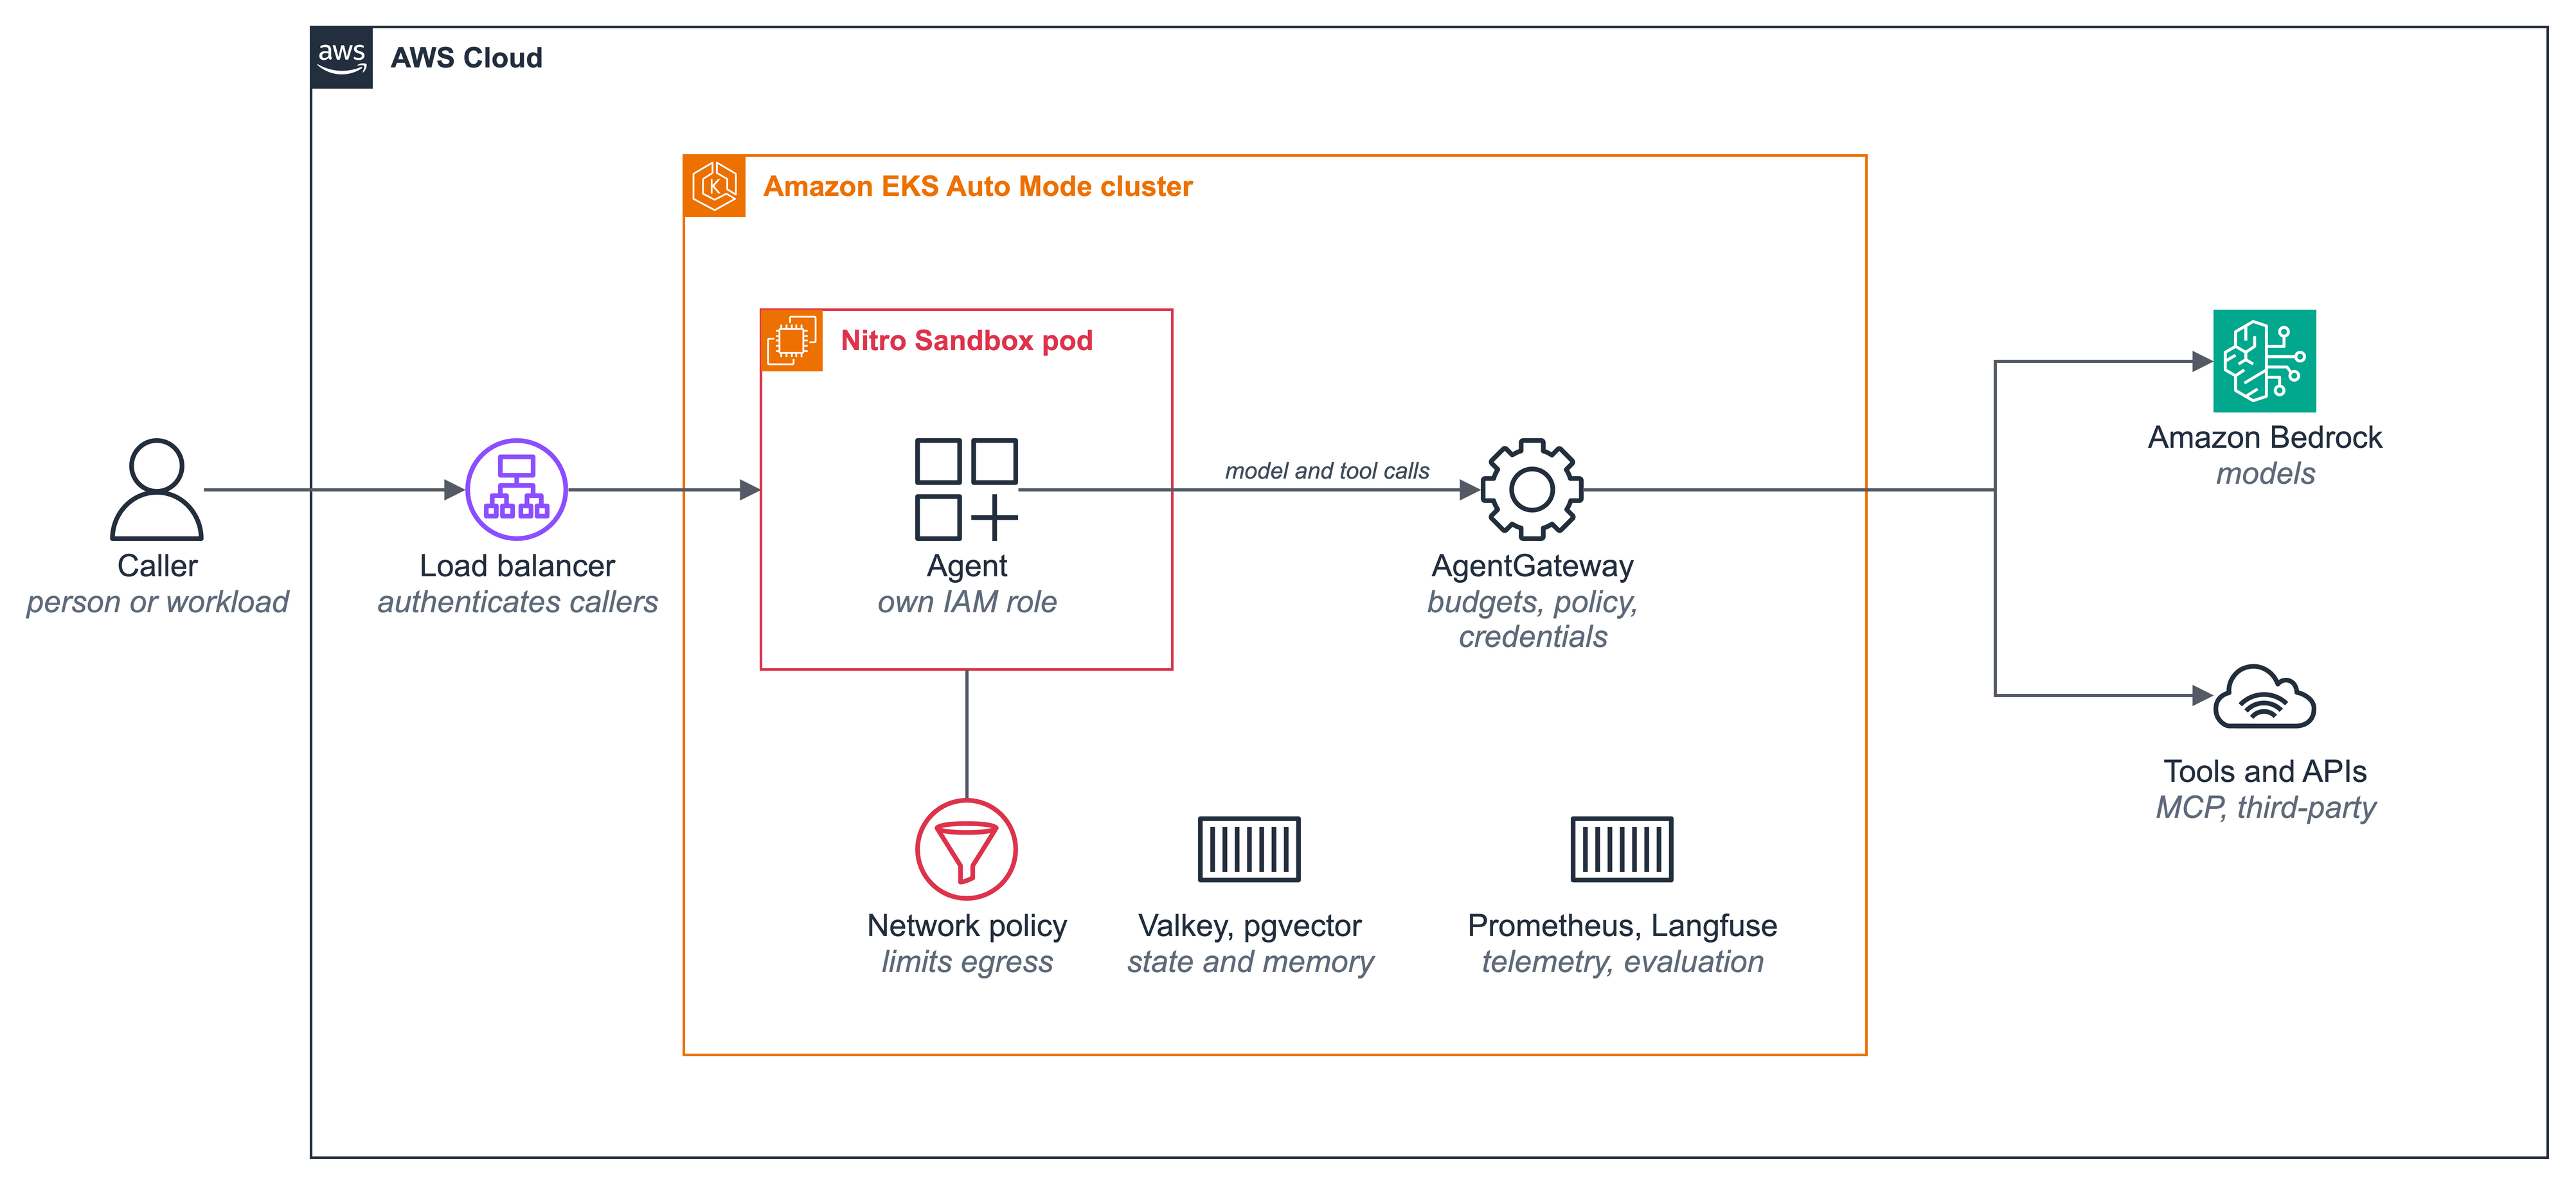 aws
AWS Cloud
Amazon EKS Auto Mode cluster
K
Nitro Sandbox pod
Caller
person or workload
Load balancer
authenticates callers
Agent
own IAM role
model and tool calls
AgentGateway
budgets, policy,
credentials
Amazon Bedrock
models
Tools and APIs
MCP, third-party
Network policy
limits egress
Valkey, pgvector
state and memory
Prometheus, Langfuse
telemetry, evaluation